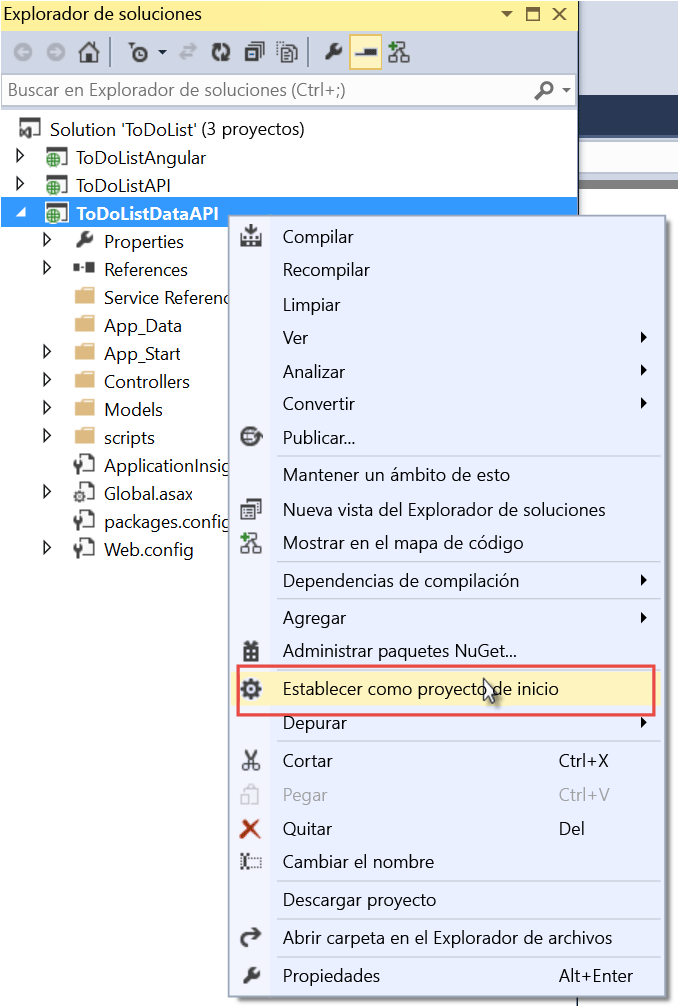 Explorador de soluciones
Buscar en Explorador de soluciones (Ctrl+;)
Solution 'ToDoList' (3 proyectos)
ToDoListAngular
ToDoListAPI
ToDoListDataAPI
Properties
References
Service Referenc
App_Data
App_Start
Controllers
Models
scripts
ApplicationInsig
Global.asax
packages.config
Web.config
Compilar
Recompilar
Limpiar
Ver
Analizar
Convertir
Publicar...
Mantener un ámbito de esto
Nueva vista del Explorador de soluciones
Mostrar en el mapa de código
Dependencias de compilación
Agregar
Administrar paquetes NuGet...
Establecer como proyecto de inicio
Depurar
Cortar Ctrl+X
Pegar Ctrl+V
Quitar Del
Cambiar el nombre
Descargar proyecto
Abrir carpeta en el Explorador de archivos
Propiedades Alt+Enter